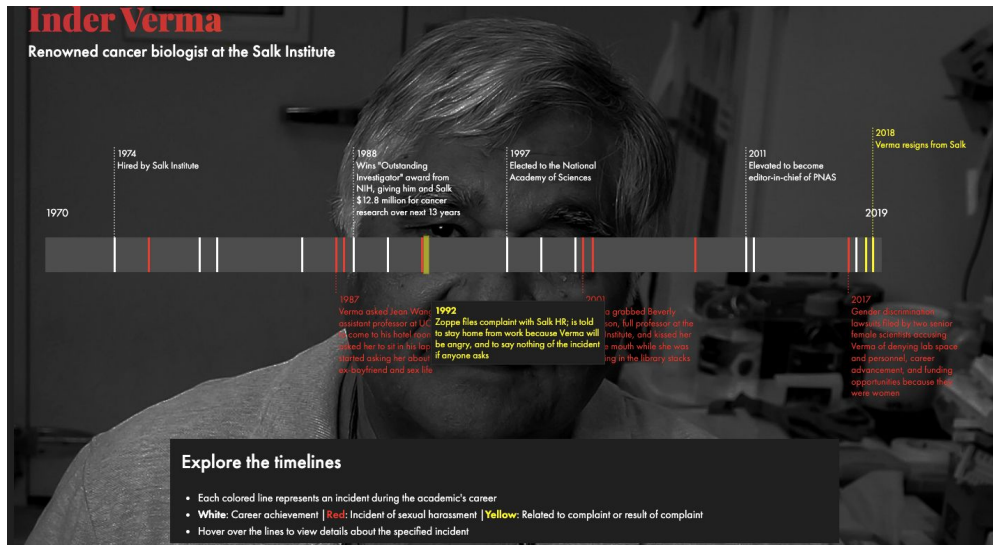 Inder Verma
Renowned cancer biologist at the Salk Institute
2018
Verma resigns from Salk
1974
Hired by Salk Institute
1988
Wins "Outstanding
Investigator" award from
NIH, giving him and Salk
$12.8 million for cancer
research over next 13 years
1997
Elected to the National
Academy of Sciences
2011
Elevated to become
editor-in-chief of PNAS
1970
2019
1987
Verma asked Jean Wang
assistant professor at UC
come to his hotel room
asked her to sit in his lap
started asking her about
ex-boyfriend and sex life
1992
Zoppe files complaint with Salk HR; is told
to stay home from work because Verma will
be angry, and to say nothing of the incident
if anyone asks
2001
grabbed Beverly
full professor at the
Institute, and kissed her
mouth while she was
in the library stacks
2017
Gender discrimination
lawsuits filed by two senior
female scientists accusing
Verma of denying lab space
and personnel, career
advancement, and funding
opportunities because they
were women
Explore the timelines
• Each colored line represents an incident during the academic's career
• White: Career achievement | Red: Incident of sexual harassment | Yellow: Related to complaint or result of complaint
• Hover over the lines to view details about the specified incident